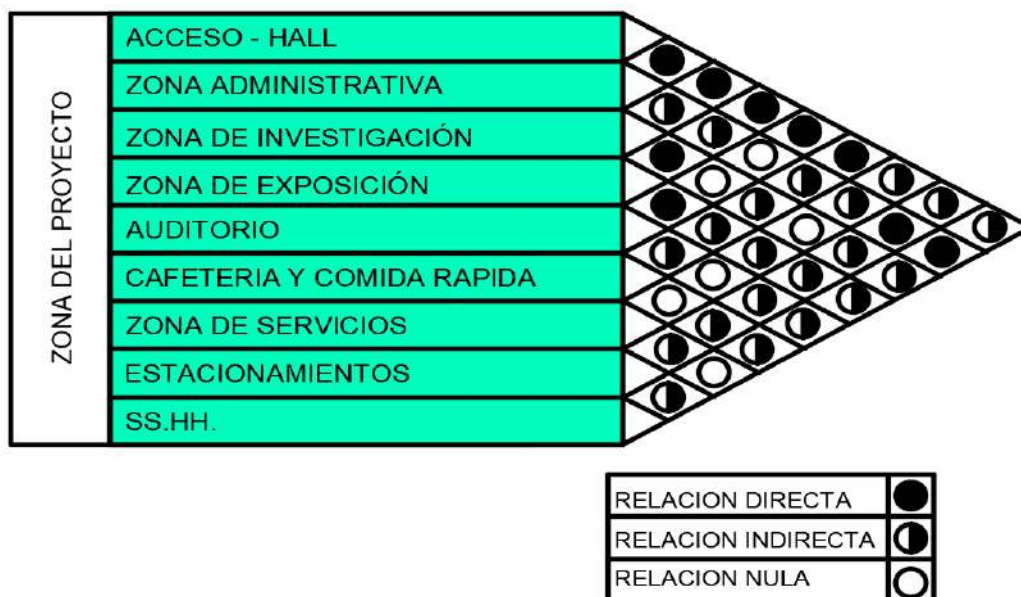 ZONA DEL PROYECTO
ACCESO - HALL
ZONA ADMINISTRATIVA
ZONA DE INVESTIGACIÓN
ZONA DE EXPOSICIÓN
AUDITORIO
CAFETERIA Y COMIDA RAPIDA
ZONA DE SERVICIOS
ESTACIONAMIENTOS
SS.HH.
RELACION DIRECTA
RELACION INDIRECTA
RELACION NULA